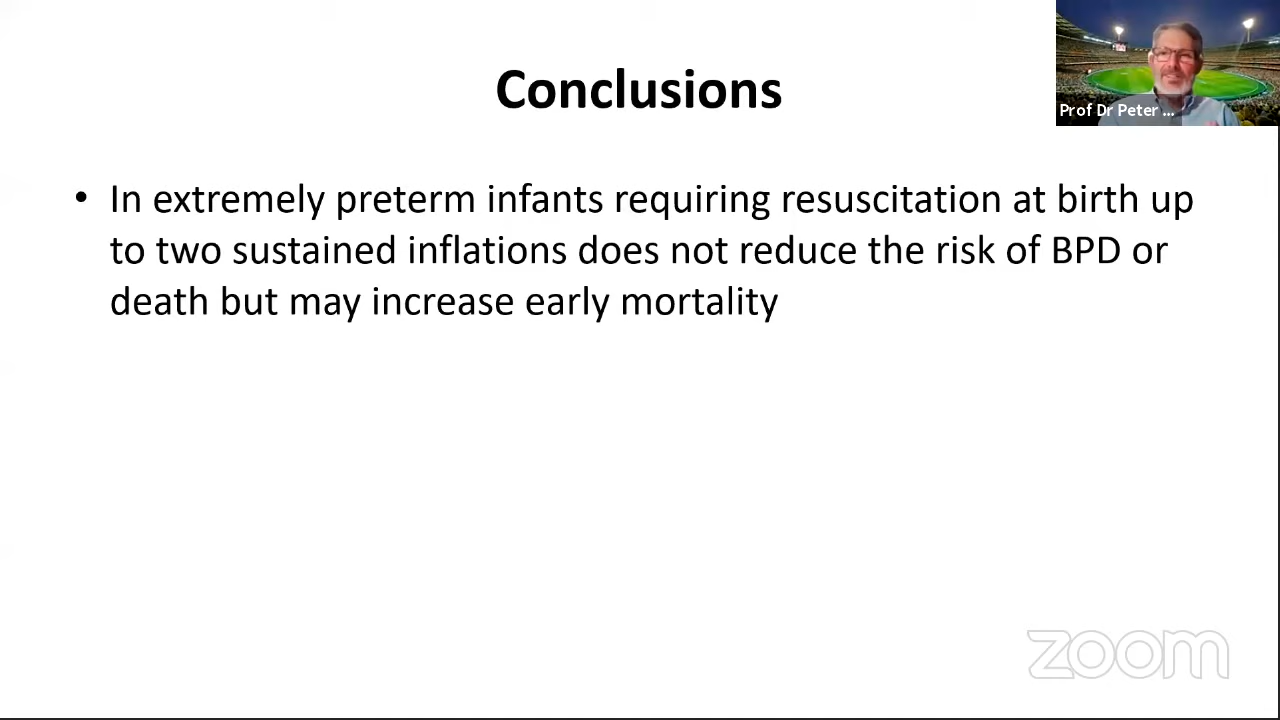 Conclusions
Prof Dr Peter ...
• In extremely preterm infants requiring resuscitation at birth up
to two sustained inflations does not reduce the risk of BPD or
death but may increase early mortality
zoom